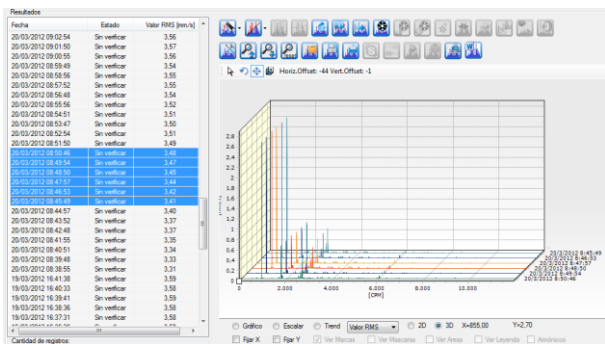 Resultados
Fecha Estado Valor RMS [mm/s]
20/03/2012 09:02:54 Sin verificar 3,56
20/03/2012 09:01:50 Sin verificar 3,57
20/03/2012 09:00:55 Sin verificar 3,56
20/03/2012 08:59:49 Sin verificar 3,54
20/03/2012 08:58:56 Sin verificar 3,55
20/03/2012 08:57:52 Sin verificar 3,55
20/03/2012 08:56:48 Sin verificar 3,54
20/03/2012 08:55:56 Sin verificar 3,52
20/03/2012 08:54:51 Sin verificar 3,51
20/03/2012 08:53:47 Sin verificar 3,50
20/03/2012 08:52:54 Sin verificar 3,51
20/03/2012 08:51:50 Sin verificar 3,49
20/03/2012 08:50:46 Sin verificar 3,48
20/03/2012 08:49:54 Sin verificar 3,47
20/03/2012 08:48:50 Sin verificar 3,45
20/03/2012 08:47:57 Sin verificar 3,44
20/03/2012 08:46:53 Sin verificar 3,42
20/03/2012 08:45:49 Sin verificar 3,41
20/03/2012 08:44:57 Sin verificar 3,40
20/03/2012 08:43:52 Sin verificar 3,37
20/03/2012 08:42:48 Sin verificar 3,37
20/03/2012 08:41:55 Sin verificar 3,35
20/03/2012 08:40:51 Sin verificar 3,34
20/03/2012 08:39:48 Sin verificar 3,33
20/03/2012 08:38:55 Sin verificar 3,31
19/03/2012 16:41:38 Sin verificar 3,59
19/03/2012 16:40:33 Sin verificar 3,58
19/03/2012 16:39:41 Sin verificar 3,59
19/03/2012 16:38:36 Sin verificar 3,58
19/03/2012 16:37:31 Sin verificar 3,58
Cantidad de registros:
Horiz.Offset: -44 Vert.Offset: -1
2.8
2.6
2.4
2.2
2
1.8
1.6
1.4
1.2
1
0.8
0.6
0.4
0.2
0
0 2.000 4.000 6.000 8.000 10.000
[CPM]
20/3/2012 8:45:49
20/3/2012 8:46:53
20/3/2012 8:47:57
20/3/2012 8:48:50
20/3/2012 8:49:54
20/3/2012 8:50:46
Gráfico Escalar Trend Valor RMS 2D 3D X=855,00 Y=2,70
Fijar X Fijar Y Ver Marcas Ver Máscaras Ver Areas Ver Leyenda Armónicos